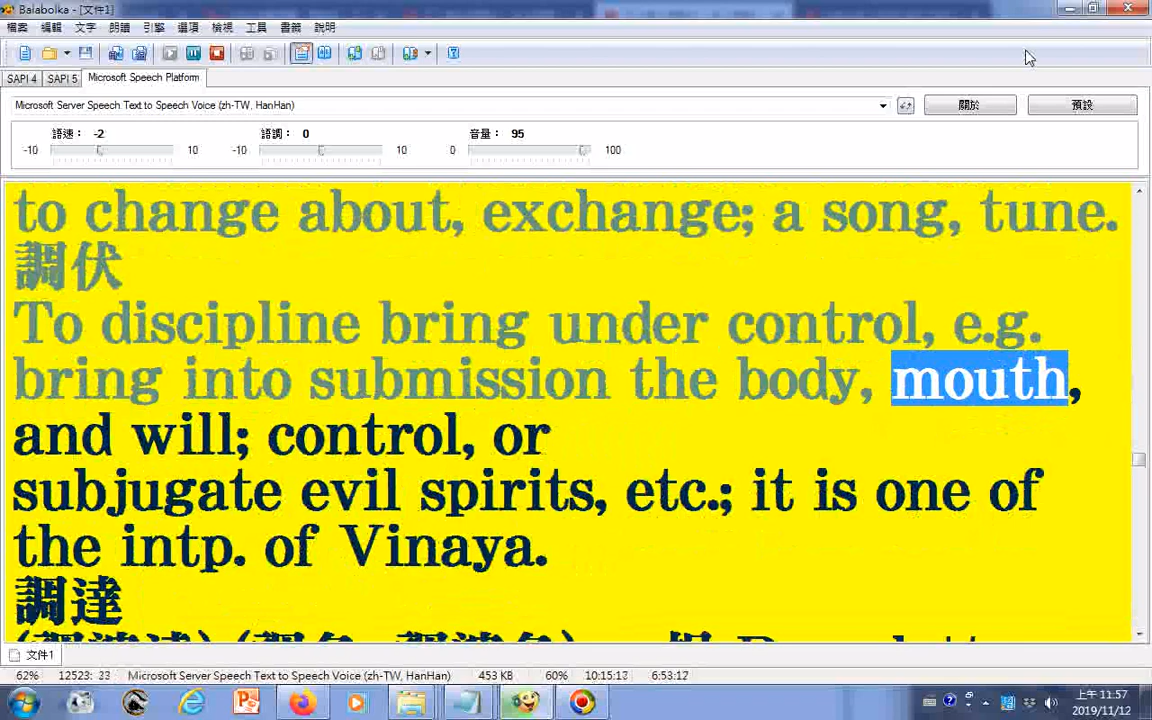 Balabolka - [文件1]
檔案 編輯 文字 朗讀 引擎 選項 檢視 工具 書籤 說明
SAPI 4 SAPI 5 Microsoft Speech Platform
Microsoft Server Speech Text to Speech Voice (zh-TW, HanHan) 關於 預設
語速： -2 語調： 0 音量： 95
-10 10 -10 10 0 100
to change about, exchange; a song, tune.
調伏
To discipline bring under control, e.g.
bring into submission the body, mouth,
and will; control, or
subjugate evil spirits, etc.; it is one of
the intp. of Vinaya.
調達
文件1
62% 12523: 23 Microsoft Server Speech Text to Speech Voice (zh-TW, HanHan) 453 KB 60% 10:15:13 6:53:12
上午 11:57
2019/11/12